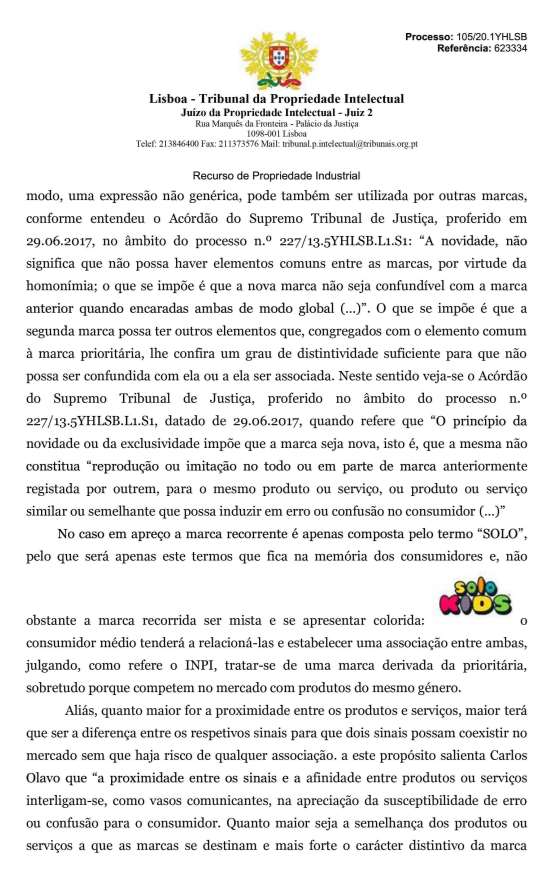 Processo: 105/20.1YHLSB
Referência: 623334
Lisboa - Tribunal da Propriedade Intelectual
Juízo da Propriedade Intelectual - Juiz 2
Rua Marquês da Fronteira - Palácio da Justiça
1098-001 Lisboa
Telef: 213846400 Fax: 211373576 Mail: tribunal.p.intelectual@tribunais.org.pt
Recurso de Propriedade Industrial
modo, uma expressão não genérica, pode também ser utilizada por outras marcas,
conforme entendeu o Acórdão do Supremo Tribunal de Justiça, proferido em
29.06.2017, no âmbito do processo n.º 227/13.5YHLSB.L1.S1: “A novidade, não
significa que não possa haver elementos comuns entre as marcas, por virtude da
homonímia; o que se impõe é que a nova marca não seja confundível com a marca
anterior quando encaradas ambas de modo global (...)”. O que se impõe é que a
segunda marca possa ter outros elementos que, congregados com o elemento comum
à marca prioritária, lhe confira um grau de distintividade suficiente para que não
possa ser confundida com ela ou a ela ser associada. Neste sentido veja-se o Acórdão
do Supremo Tribunal de Justiça, proferido no âmbito do processo n.º
227/13.5YHLSB.L1.S1, datado de 29.06.2017, quando refere que “O princípio da
novidade ou da exclusividade impõe que a marca seja nova, isto é, que a mesma não
constitua “reprodução ou imitação no todo ou em parte de marca anteriormente
registada por outrem, para o mesmo produto ou serviço, ou produto ou serviço
similar ou semelhante que possa induzir em erro ou confusão no consumidor (...)”
No caso em apreço a marca recorrente é apenas composta pelo termo “SOLO”,
pelo que será apenas este termos que fica na memória dos consumidores e, não
solo
KIDS
obstante a marca recorrida ser mista e se apresentar colorida: o
consumidor médio tenderá a relacioná-las e estabelecer uma associação entre ambas,
julgando, como refere o INPI, tratar-se de uma marca derivada da prioritária,
sobretudo porque competem no mercado com produtos do mesmo género.
Aliás, quanto maior for a proximidade entre os produtos e serviços, maior terá
que ser a diferença entre os respetivos sinais para que dois sinais possam coexistir no
mercado sem que haja risco de qualquer associação. a este propósito salienta Carlos
Olavo que “a proximidade entre os sinais e a afinidade entre produtos ou serviços
interligam-se, como vasos comunicantes, na apreciação da susceptibilidade de erro
ou confusão para o consumidor. Quanto maior seja a semelhança dos produtos ou
serviços a que as marcas se destinam e mais forte o carácter distintivo da marca